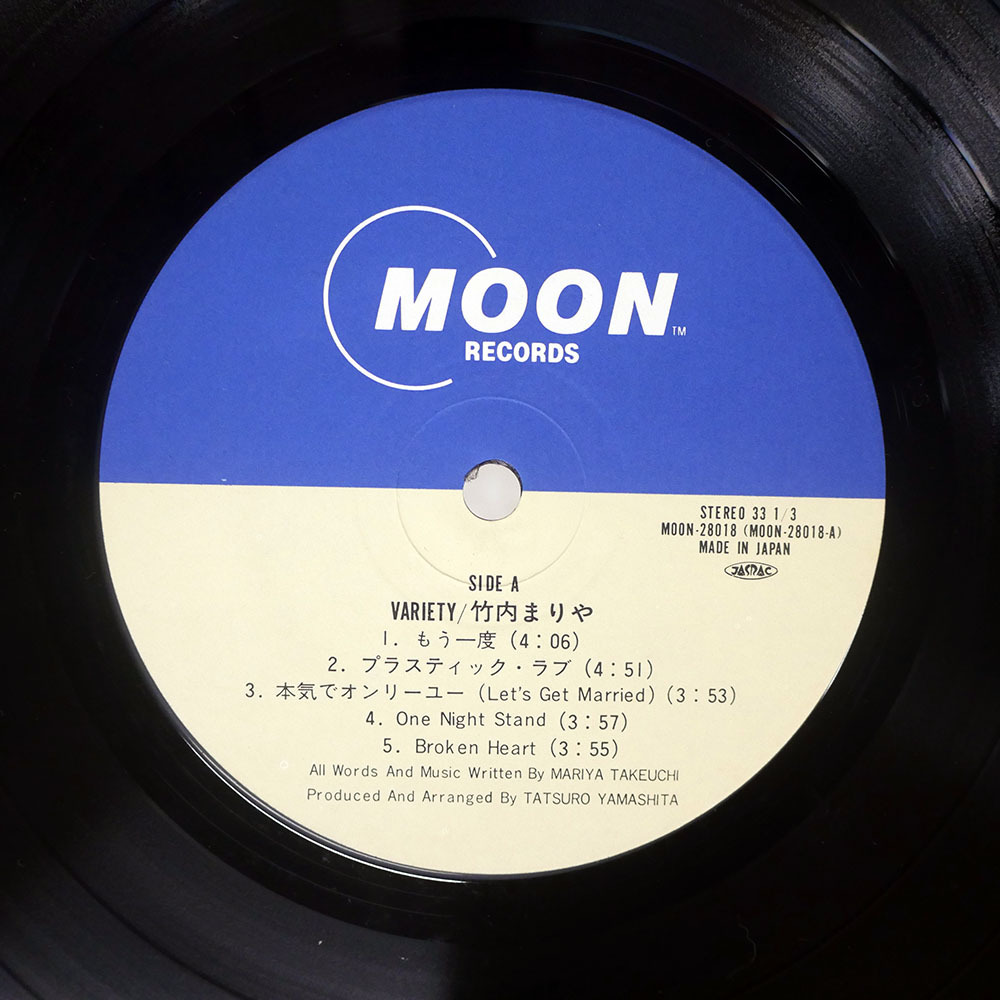 MOON TM
RECORDS
STEREO 33 1/3
MOON-28018 (MOON-28018-A)
MADE IN JAPAN
JASRAC
SIDE A
VARIETY/竹内まりや
1. もう一度 (4:06)
2. プラスティック・ラブ (4:51)
3. 本気でオンリーユー (Let's Get Married) (3:53)
4. One Night Stand (3:57)
5. Broken Heart (3:55)
All Words And Music Written By MARIYA TAKEUCHI
Produced And Arranged By TATSURO YAMASHITA